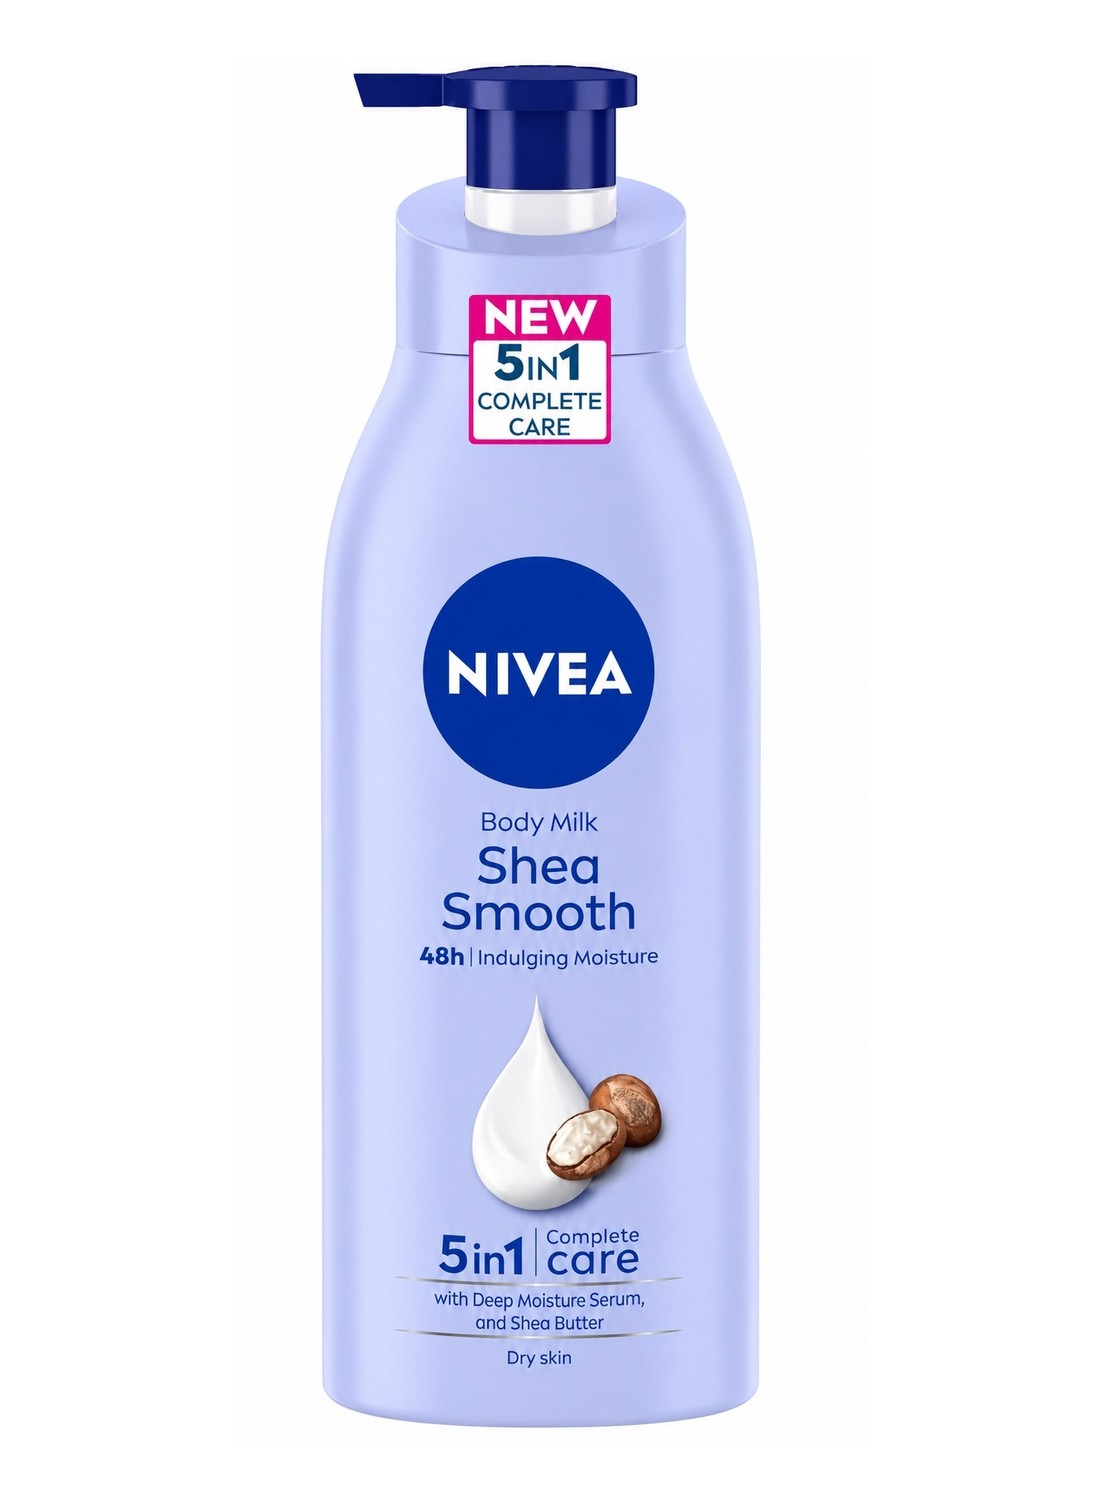 NEW
5IN1
COMPLETE
CARE
NIVEA
Body Milk
Shea
Smooth
48h | Indulging Moisture
5in1 | Complete care
with Deep Moisture Serum,
and Shea Butter
Dry skin